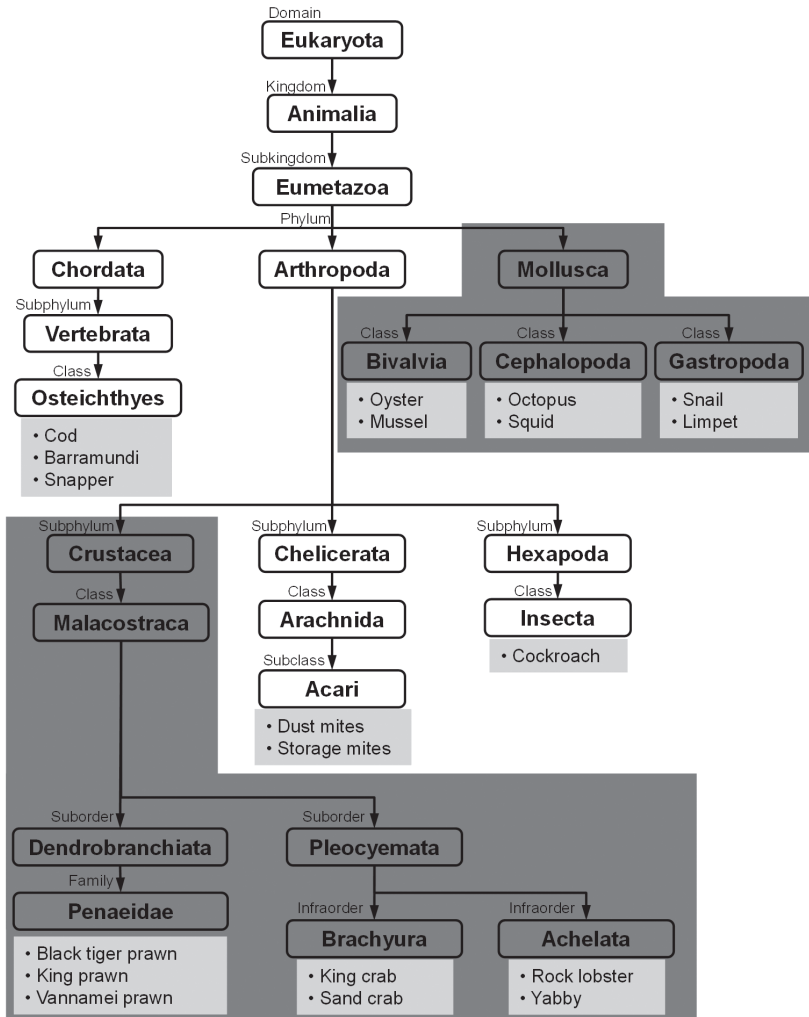 Domain
Eukaryota
Kingdom
Animalia
Subkingdom
Eumetazoa
Phylum
Chordata
Arthropoda
Mollusca
Subphylum
Vertebrata
Class
Osteichthyes
• Cod
• Barramundi
• Snapper
Class
Bivalvia
• Oyster
• Mussel
Class
Cephalopoda
• Octopus
• Squid
Class
Gastropoda
• Snail
• Limpet
Subphylum
Crustacea
Class
Malacostraca
Subphylum
Chelicerata
Class
Arachnida
Subclass
Acari
• Dust mites
• Storage mites
Subphylum
Hexapoda
Class
Insecta
• Cockroach
Suborder
Dendrobranchiata
Family
Penaeidae
• Black tiger prawn
• King prawn
• Vannamei prawn
Suborder
Pleocyemata
Infraorder
Brachyura
• King crab
• Sand crab
Infraorder
Achelata
• Rock lobster
• Yabby